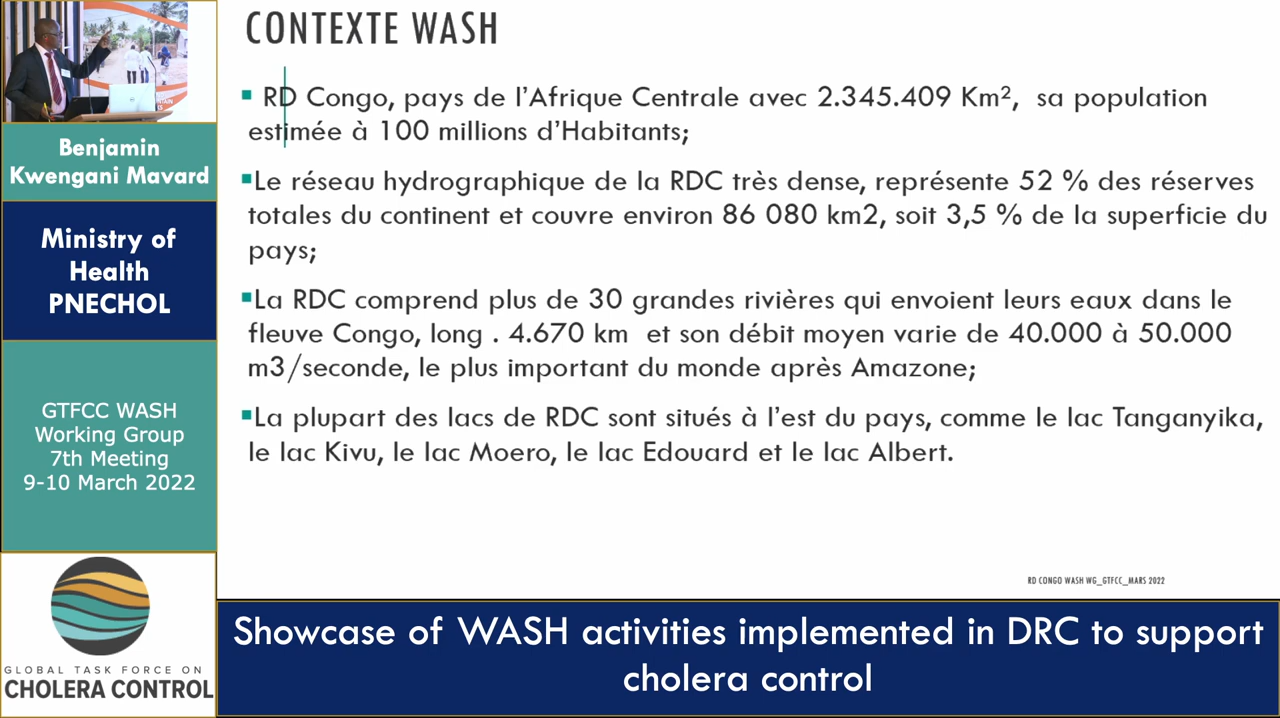 CONTEXTE WASH
▪ RD Congo, pays de l'Afrique Centrale avec 2.345.409 Km², sa population
estimée à 100 millions d'Habitants;
▪Le réseau hydrographique de la RDC très dense, représente 52 % des réserves
totales du continent et couvre environ 86 080 km2, soit 3,5 % de la superficie du
pays;
▪La RDC comprend plus de 30 grandes rivières qui envoient leurs eaux dans le
fleuve Congo, long . 4.670 km et son débit moyen varie de 40.000 à 50.000
m3/seconde, le plus important du monde après Amazone;
▪La plupart des lacs de RDC sont situés à l'est du pays, comme le lac Tanganyika,
le lac Kivu, le lac Moero, le lac Edouard et le lac Albert.
RD CONGO WASH WG_GTFCC_MARS 2022
Benjamin
Kwengani Mavard
Ministry of
Health
PNECHOL
GTFCC WASH
Working Group
7th Meeting
9-10 March 2022
GLOBAL TASK FORCE ON
CHOLERA CONTROL
Showcase of WASH activities implemented in DRC to support
cholera control